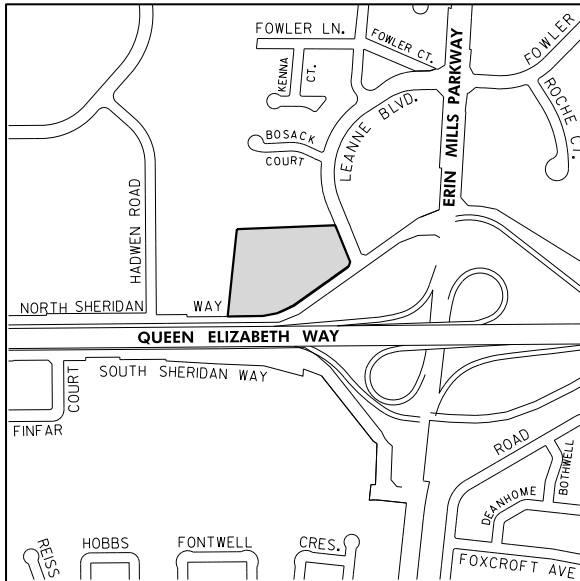 FOWLER LN.
FOWLER CT.
FOWLER
KENNA
CT.
ROCHE CT.
BOSACK
COURT
LEANNE BLVD.
ERIN MILLS PARKWAY
HADWEN ROAD
NORTH SHERIDAN WAY
QUEEN ELIZABETH WAY
SOUTH SHERIDAN WAY
COURT
FINFAR
ROAD
BOTHWELL
DEANHOME
REISS
HOBBS
FONTWELL
CRES.
FOXCROFT AVE